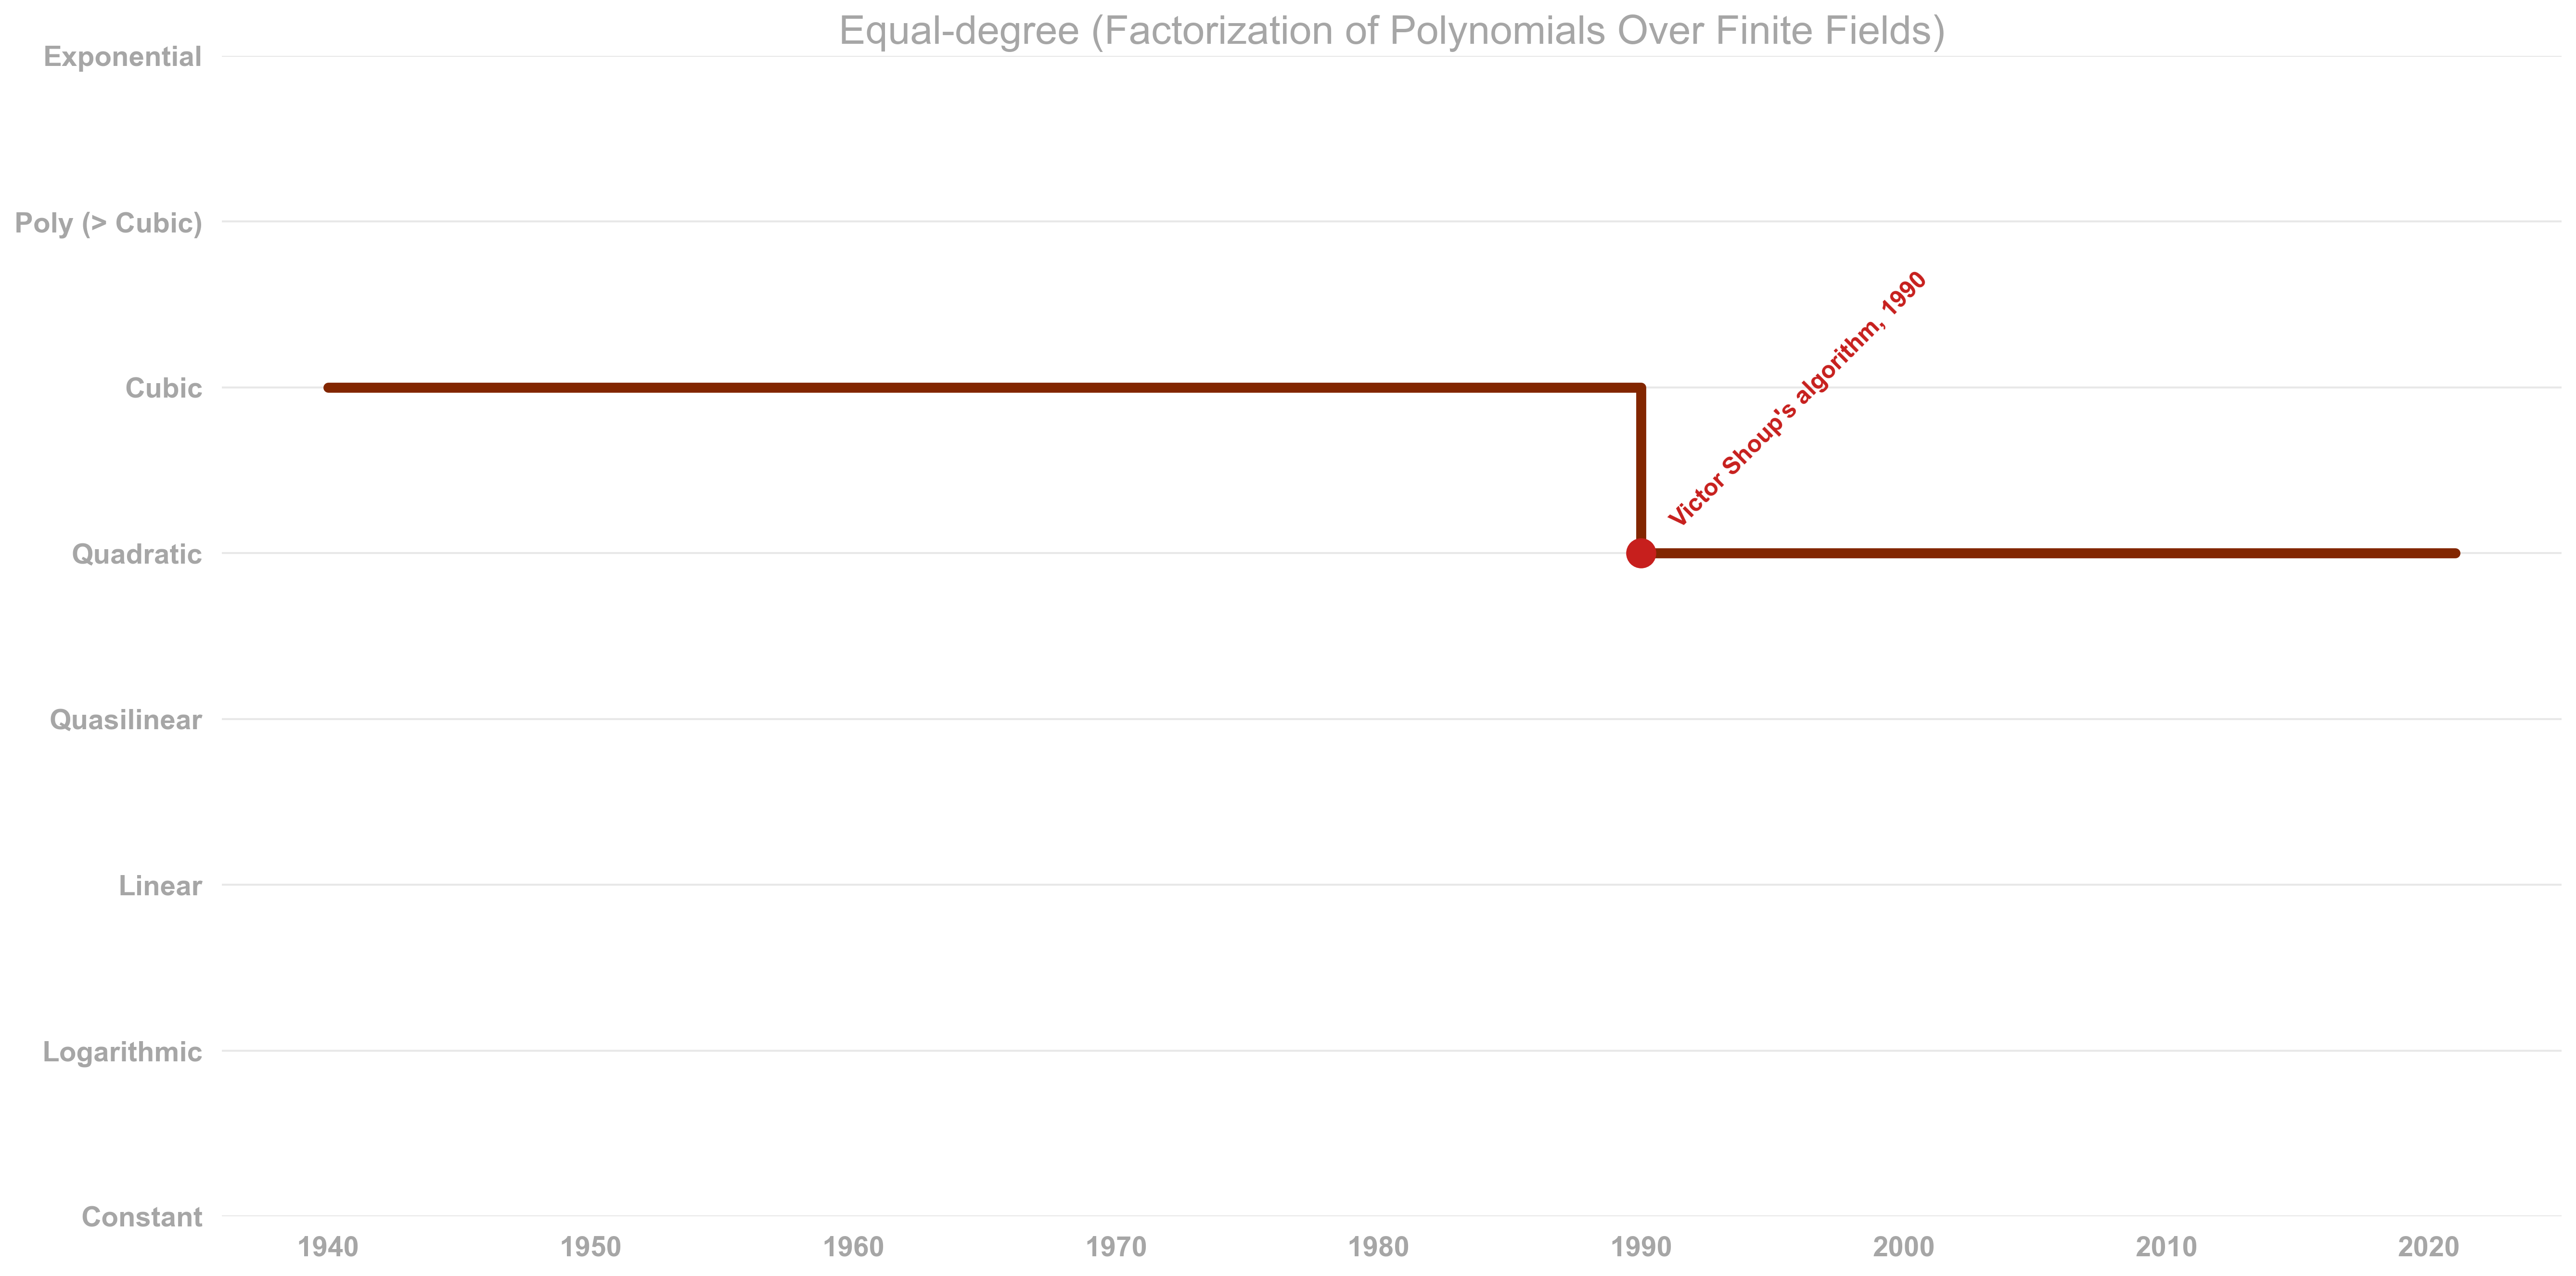 Equal-degree (Factorization of Polynomials Over Finite Fields)
Exponential
Poly (> Cubic)
Cubic
Quadratic
Quasilinear
Linear
Logarithmic
Constant
Victor Shoup's algorithm, 1990
1940 1950 1960 1970 1980 1990 2000 2010 2020